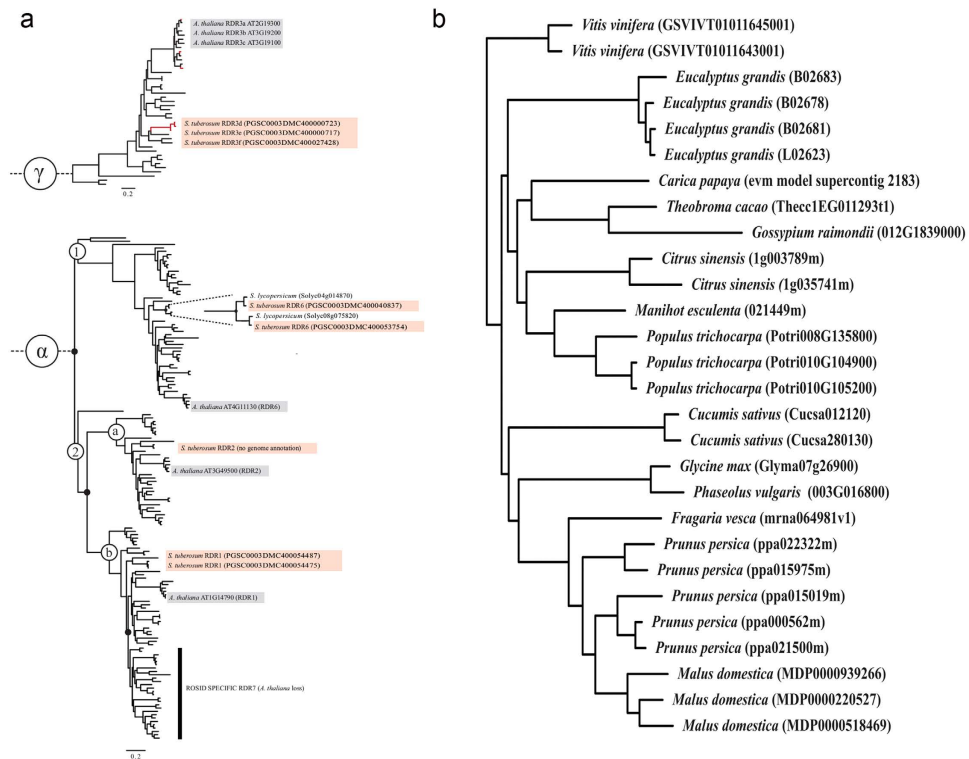 a
A. thaliana RDR3a AT2G19300
A. thaliana RDR3b AT3G19200
A. thaliana RDR3c AT3G19100
S. tuberosum RDR3d (PGSC0003DMC400000723)
S. tuberosum RDR3e (PGSC0003DMC400000717)
S. tuberosum RDR3f (PGSC0003DMC400027428)
γ
0.2
1
S. lycopersicum (Solyc04g014870)
S. tuberosum RDR6 (PGSC0003DMC400040837)
S. lycopersicum (Solyc08g075820)
S. tuberosum RDR6 (PGSC0003DMC400053754)
α
A. thaliana AT4G11130 (RDR6)
a
2
S. tuberosum RDR2 (no genome annotation)
A. thaliana AT3G49500 (RDR2)
b
S. tuberosum RDR1 (PGSC0003DMC400054487)
S. tuberosum RDR1 (PGSC0003DMC400054475)
A. thaliana AT1G14790 (RDR1)
ROSID SPECIFIC RDR7 (A. thaliana loss)
0.2
b
Vitis vinifera (GSVIVT01011645001)
Vitis vinifera (GSVIVT01011643001)
Eucalyptus grandis (B02683)
Eucalyptus grandis (B02678)
Eucalyptus grandis (B02681)
Eucalyptus grandis (L02623)
Carica papaya (evm model supercontig 2183)
Theobroma cacao (Thecc1EG011293t1)
Gossypium raimondii (012G1839000)
Citrus sinensis (1g003789m)
Citrus sinensis (1g035741m)
Manihot esculenta (021449m)
Populus trichocarpa (Potri008G135800)
Populus trichocarpa (Potri010G104900)
Populus trichocarpa (Potri010G105200)
Cucumis sativus (Cucsa012120)
Cucumis sativus (Cucsa280130)
Glycine max (Glyma07g26900)
Phaseolus vulgaris (003G016800)
Fragaria vesca (mrna064981v1)
Prunus persica (ppa022322m)
Prunus persica (ppa015975m)
Prunus persica (ppa015019m)
Prunus persica (ppa000562m)
Prunus persica (ppa021500m)
Malus domestica (MDP0000939266)
Malus domestica (MDP0000220527)
Malus domestica (MDP0000518469)